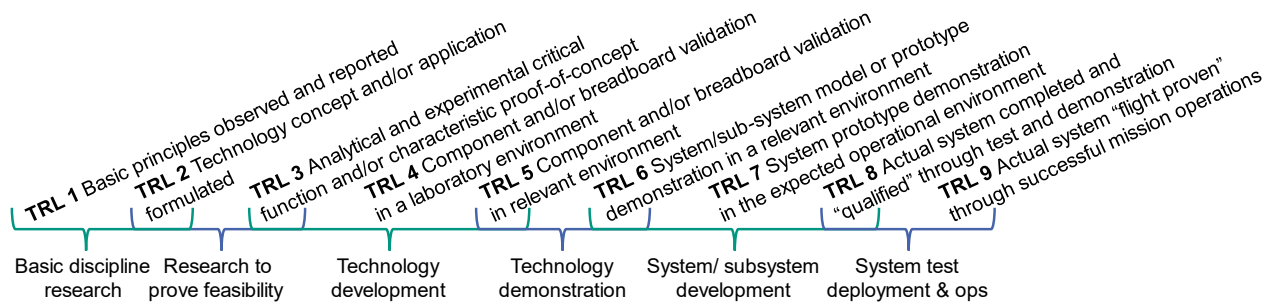 TRL 1 Basic principles observed and reported
TRL 2 Technology concept and/or application
formulated
TRL 3 Analytical and experimental critical
function and/or characteristic proof-of-concept
TRL 4 Component and/or breadboard validation
in a laboratory environment
TRL 5 Component and/or breadboard validation
in relevant environment
TRL 6 System/sub-system model or prototype
demonstration in a relevant environment
TRL 7 System prototype demonstration
in the expected operational environment
TRL 8 Actual system completed and
“qualified” through test and demonstration
TRL 9 Actual system “flight proven”
through successful mission operations
Basic discipline
research
Research to
prove feasibility
Technology
development
Technology
demonstration
System/ subsystem
development
System test
deployment & ops